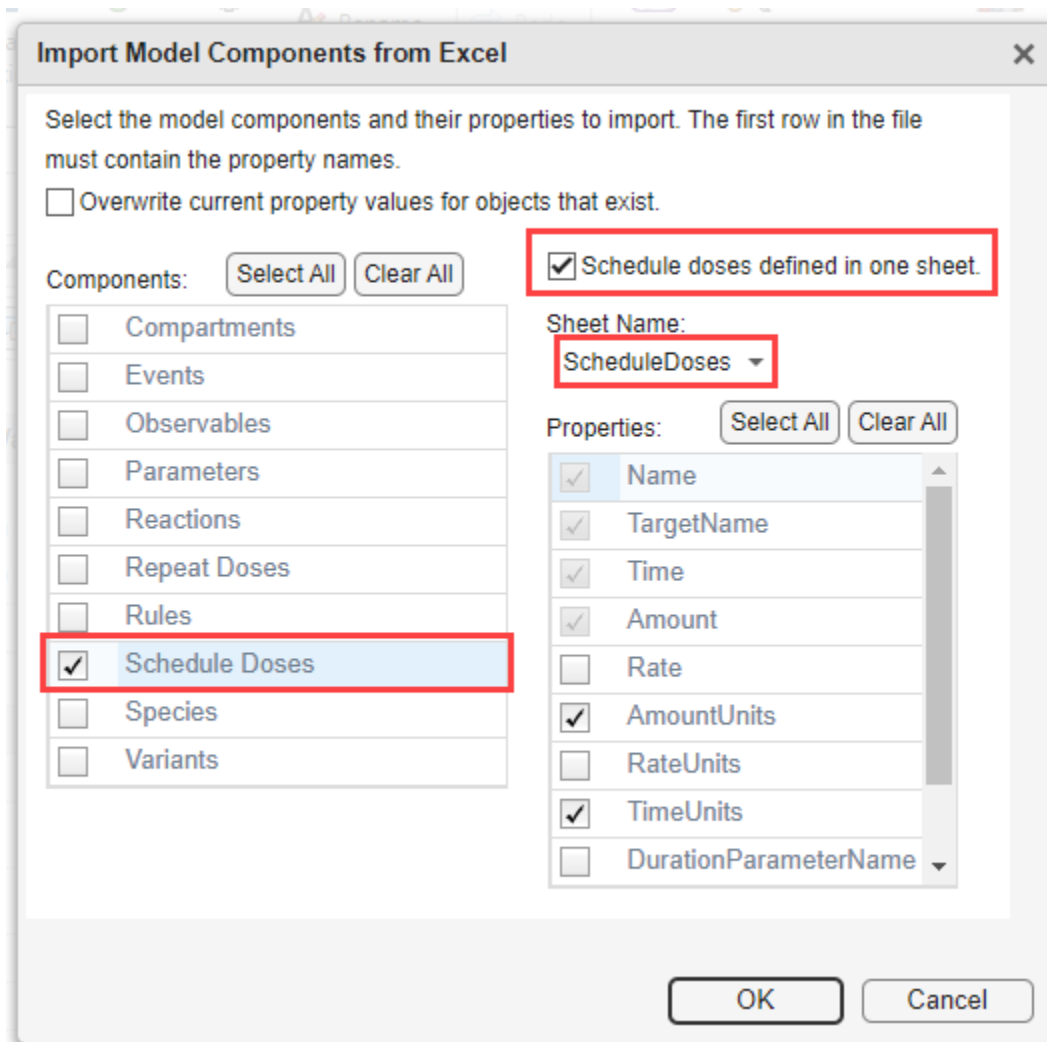 Import Model Components from Excel
Select the model components and their properties to import. The first row in the file
must contain the property names.
Overwrite current property values for objects that exist.
Components:
Select All
Clear All
Compartments
Events
Observables
Parameters
Reactions
Repeat Doses
Rules
Schedule Doses
Species
Variants
Schedule doses defined in one sheet.
Sheet Name:
ScheduleDoses
Properties:
Select All
Clear All
Name
TargetName
Time
Amount
Rate
AmountUnits
RateUnits
TimeUnits
DurationParameterName
OK
Cancel